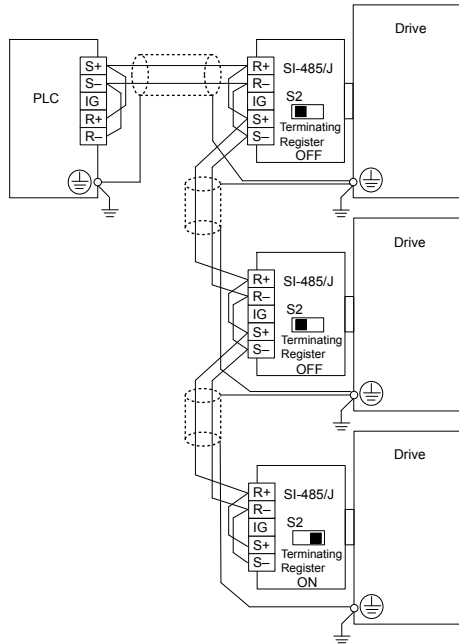 PLC
S+
S–
IG
R+
R–
R+
R–
IG
S+
S–
SI-485/J
S2
Terminating
Register
OFF
Drive
R+
R–
IG
S+
S–
SI-485/J
S2
Terminating
Register
OFF
Drive
R+
R–
IG
S+
S–
SI-485/J
S2
Terminating
Register
ON
Drive